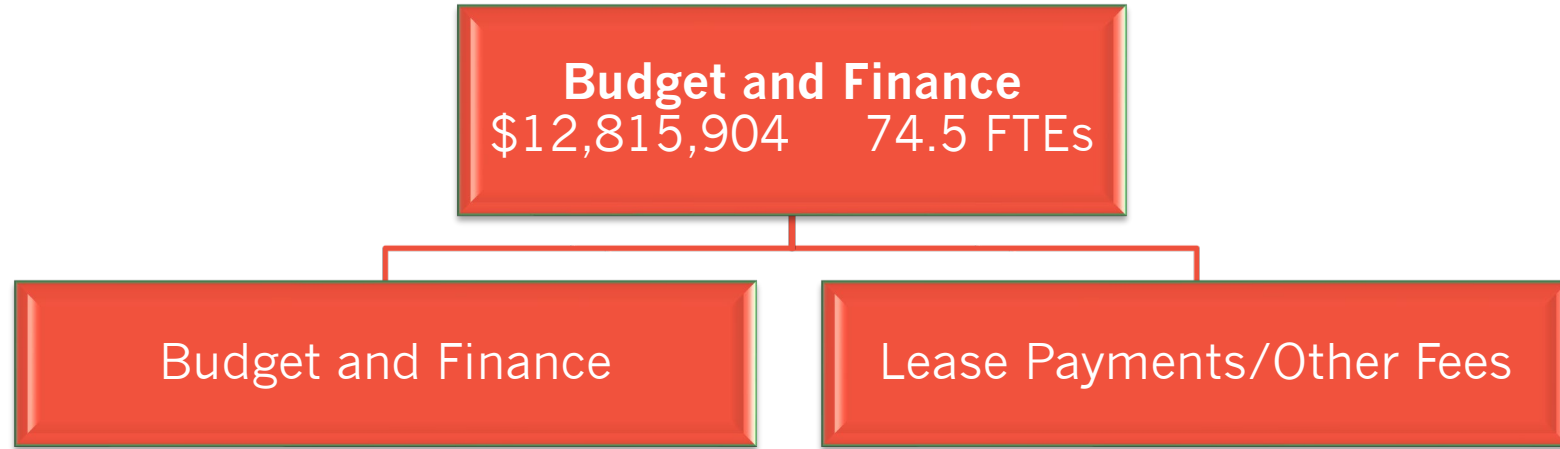 Budget and Finance
$12,815,904 74.5 FTEs
Budget and Finance
Lease Payments/Other Fees